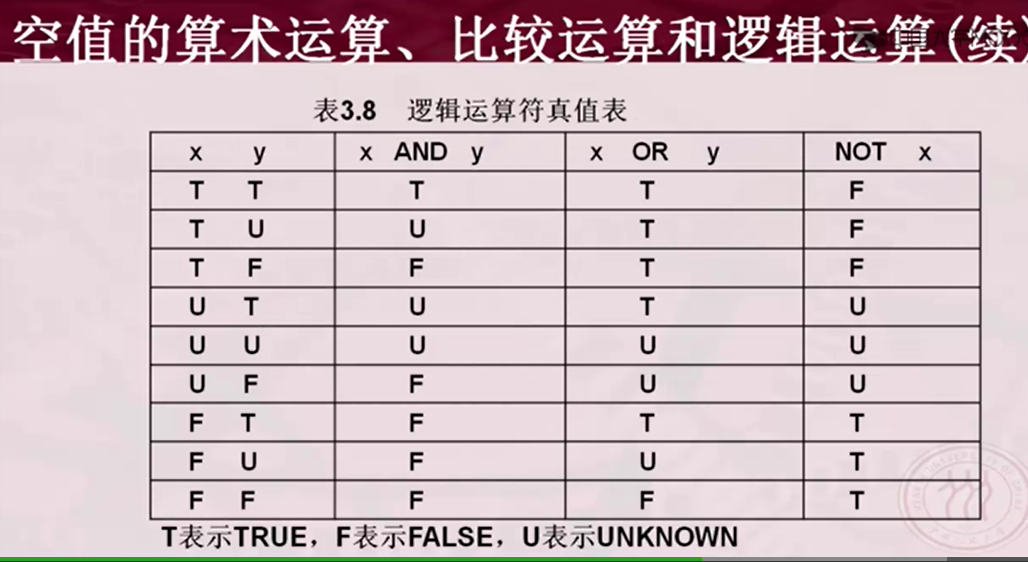 空值的算术运算、比较运算和逻辑运算(续)
表3.8 逻辑运算符真值表
x y x AND y x OR y NOT x
T T T T F
T U U T F
T F F T F
U T U T U
U U U U U
U F F U U
F T F T T
F U F U T
F F F F T
T表示TRUE，F表示FALSE，U表示UNKNOWN